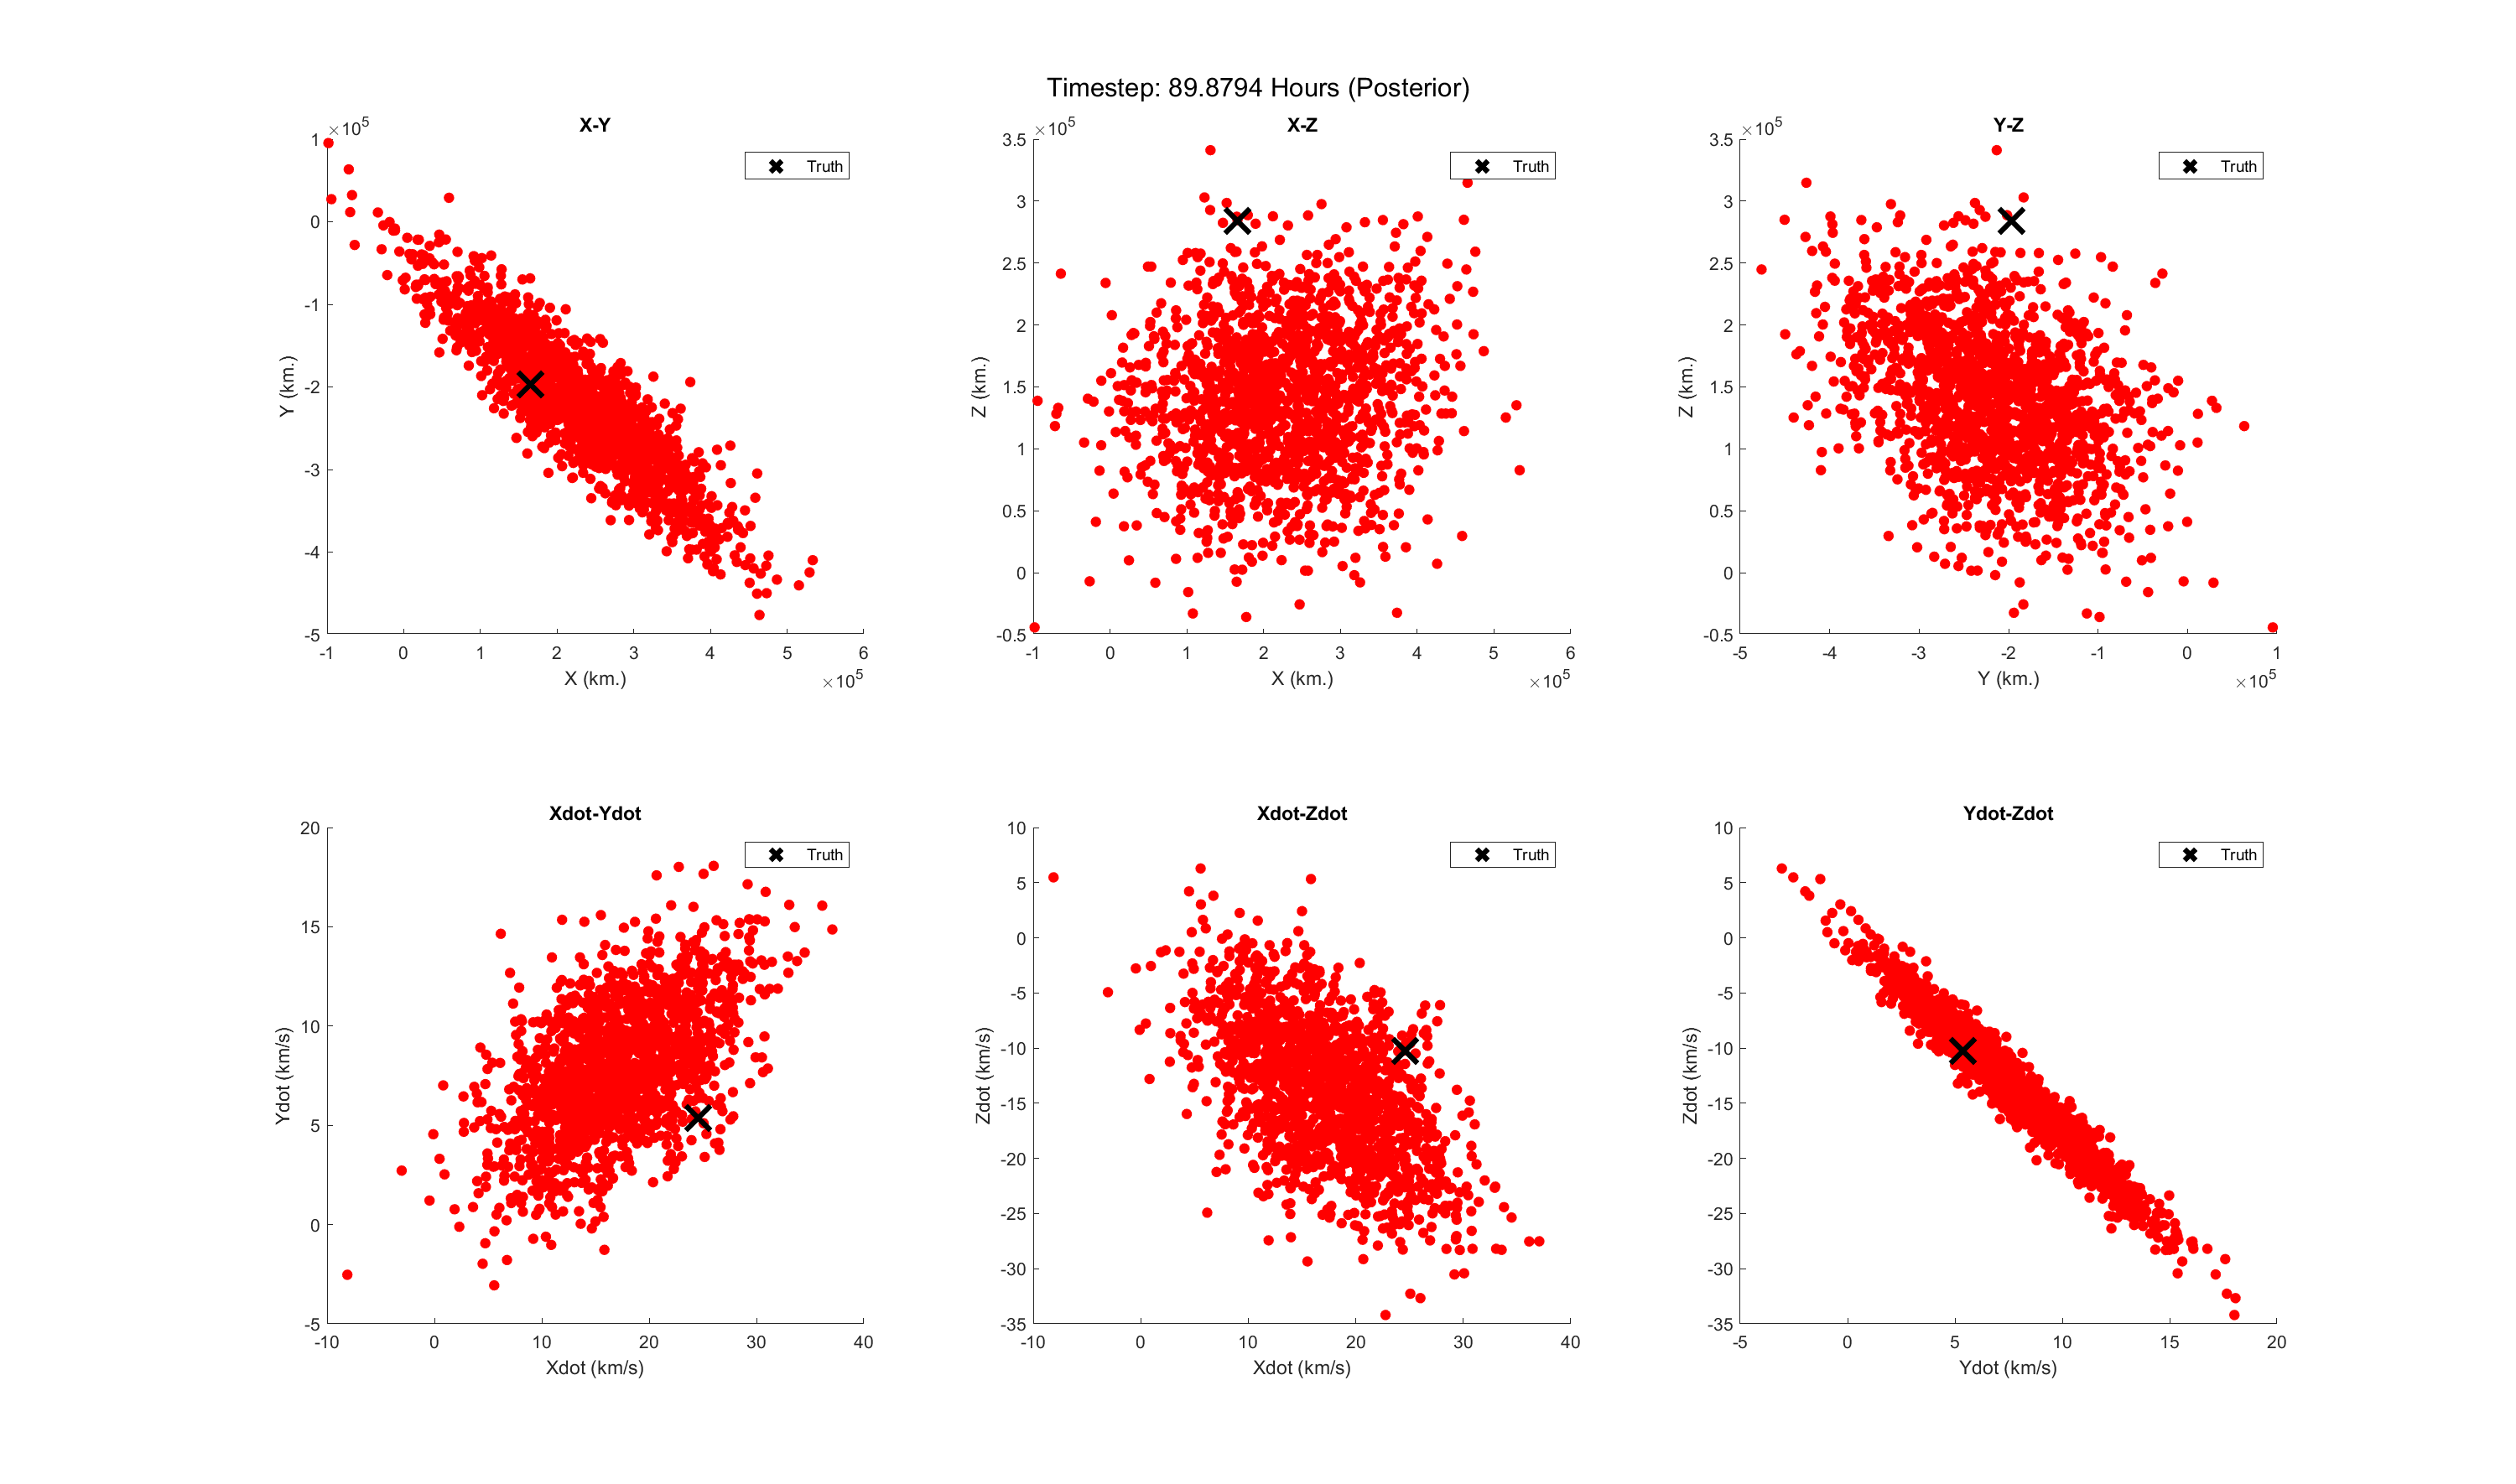 Timestep: 89.8794 Hours (Posterior)
X-Y
×10^5
Truth
1
0
-1
-2
-3
-4
-5
Y (km.)
-1 0 1 2 3 4 5 6
X (km.)
×10^5
X-Z
×10^5
Truth
3.5
3
2.5
2
1.5
1
0.5
0
-0.5
Z (km.)
-1 0 1 2 3 4 5 6
X (km.)
×10^5
Y-Z
×10^5
Truth
3.5
3
2.5
2
1.5
1
0.5
0
-0.5
Z (km.)
-5 -4 -3 -2 -1 0 1
Y (km.)
×10^5
Xdot-Ydot
Truth
20
15
10
5
0
-5
Ydot (km/s)
-10 0 10 20 30 40
Xdot (km/s)
Xdot-Zdot
Truth
10
5
0
-5
-10
-15
-20
-25
-30
-35
Zdot (km/s)
-10 0 10 20 30 40
Xdot (km/s)
Ydot-Zdot
Truth
10
5
0
-5
-10
-15
-20
-25
-30
-35
Zdot (km/s)
-5 0 5 10 15 20
Ydot (km/s)